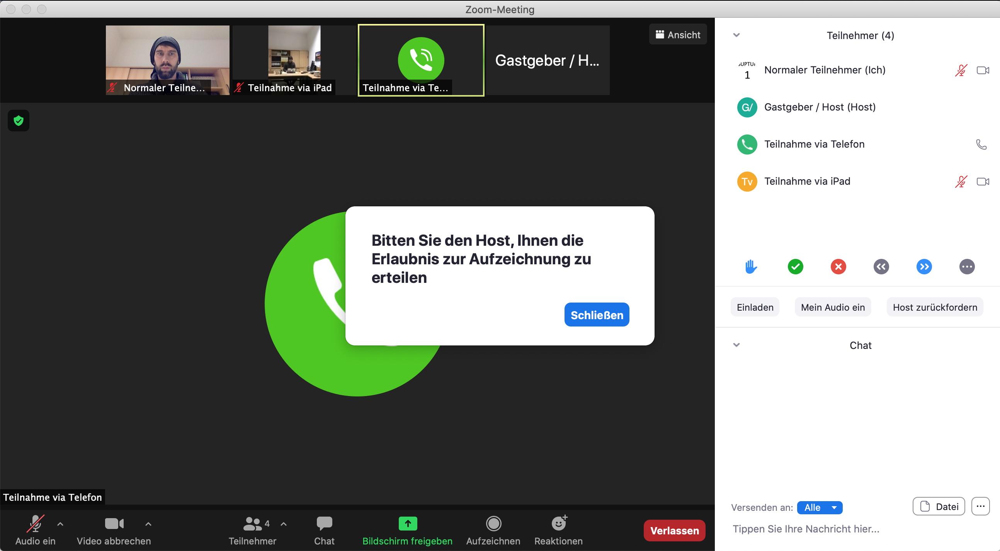 Zoom-Meeting
Normaler Teilne...
Teilnahme via iPad
Teilnahme via Te...
Gastgeber / H...
Ansicht
Teilnehmer (4)
1
Normaler Teilnehmer (Ich)
G/
Gastgeber / Host (Host)
Teilnahme via Telefon
Tv
Teilnahme via iPad
Bitten Sie den Host, Ihnen die
Erlaubnis zur Aufzeichnung zu
erteilen
Schließen
Einladen
Mein Audio ein
Host zurückfordern
Chat
Teilnahme via Telefon
Versenden an:
Alle
Datei
Tippen Sie Ihre Nachricht hier...
Audio ein
Video abbrechen
4
Teilnehmer
Chat
Bildschirm freigeben
Aufzeichnen
Reaktionen
Verlassen